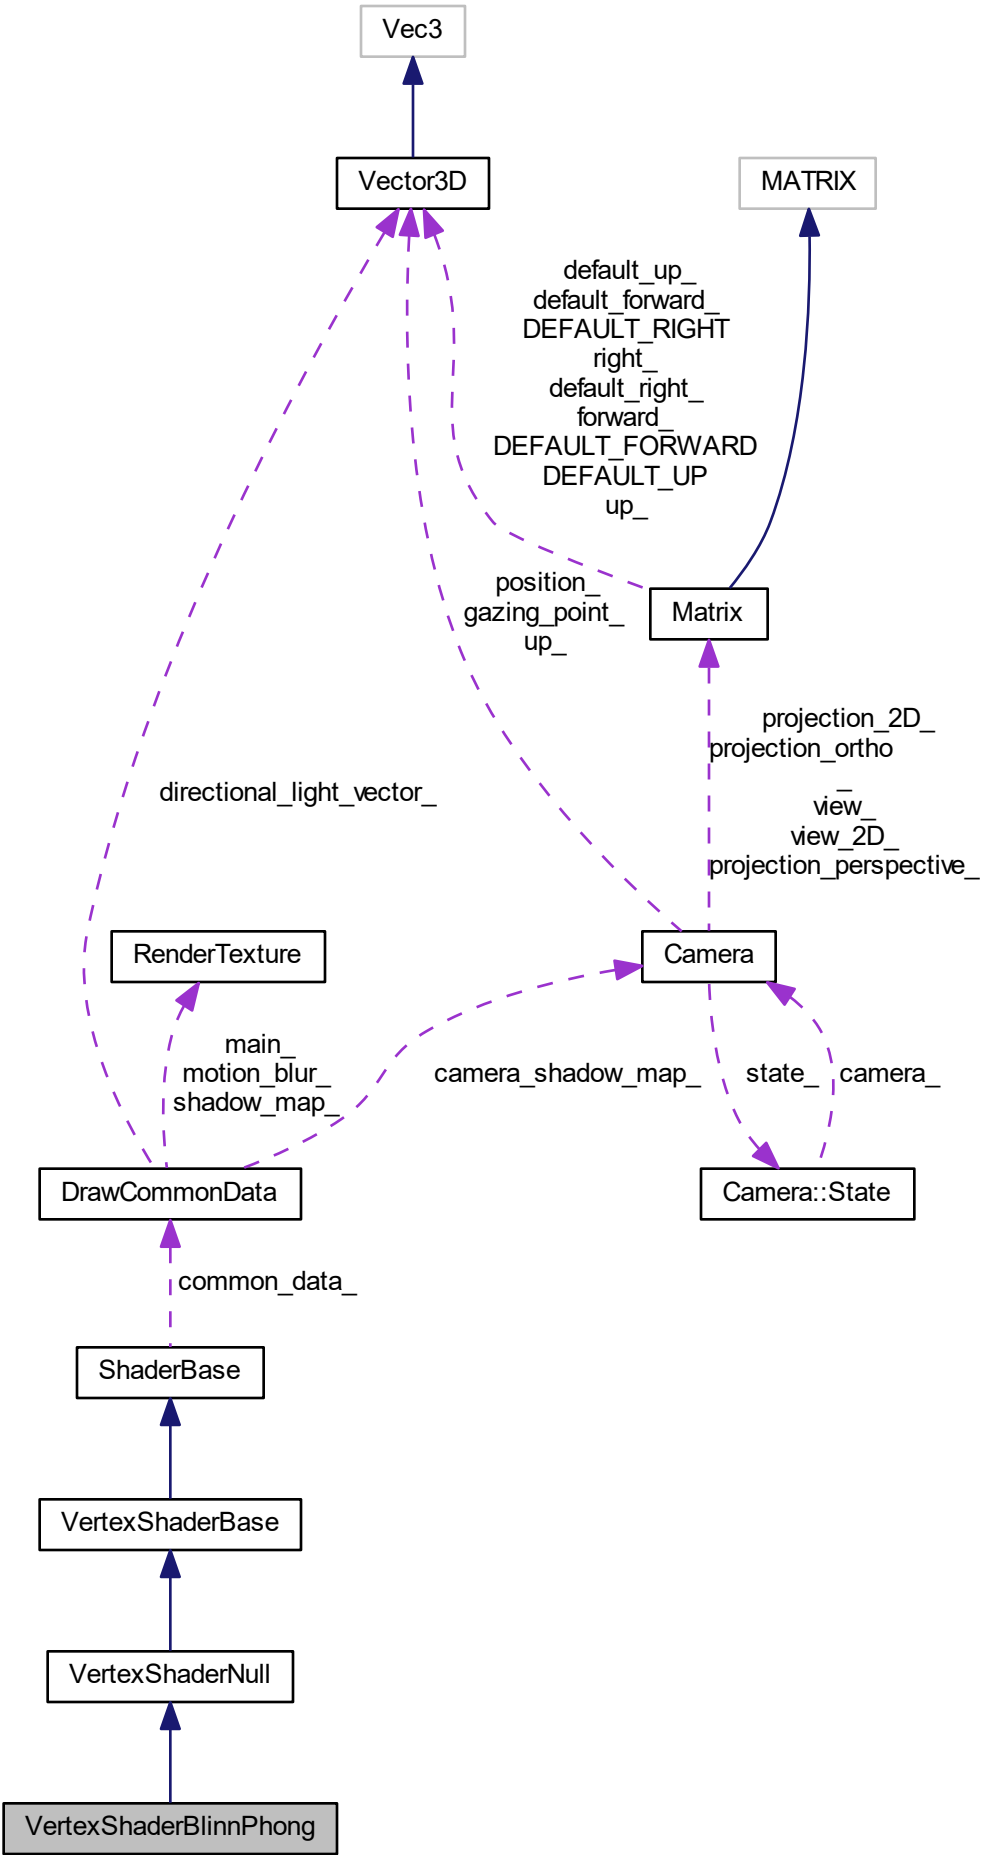 Vec3
Vector3D
MATRIX
default_up_
default_forward_
DEFAULT_RIGHT
right_
default_right_
forward_
DEFAULT_FORWARD
DEFAULT_UP
up_
position_
gazing_point_
up_
Matrix
projection_2D_
projection_ortho
_
view_
view_2D_
projection_perspective_
directional_light_vector_
RenderTexture
Camera
main_
motion_blur_
shadow_map_
camera_shadow_map_
state_
camera_
DrawCommonData
Camera::State
common_data_
ShaderBase
VertexShaderBase
VertexShaderNull
VertexShaderBlinnPhong